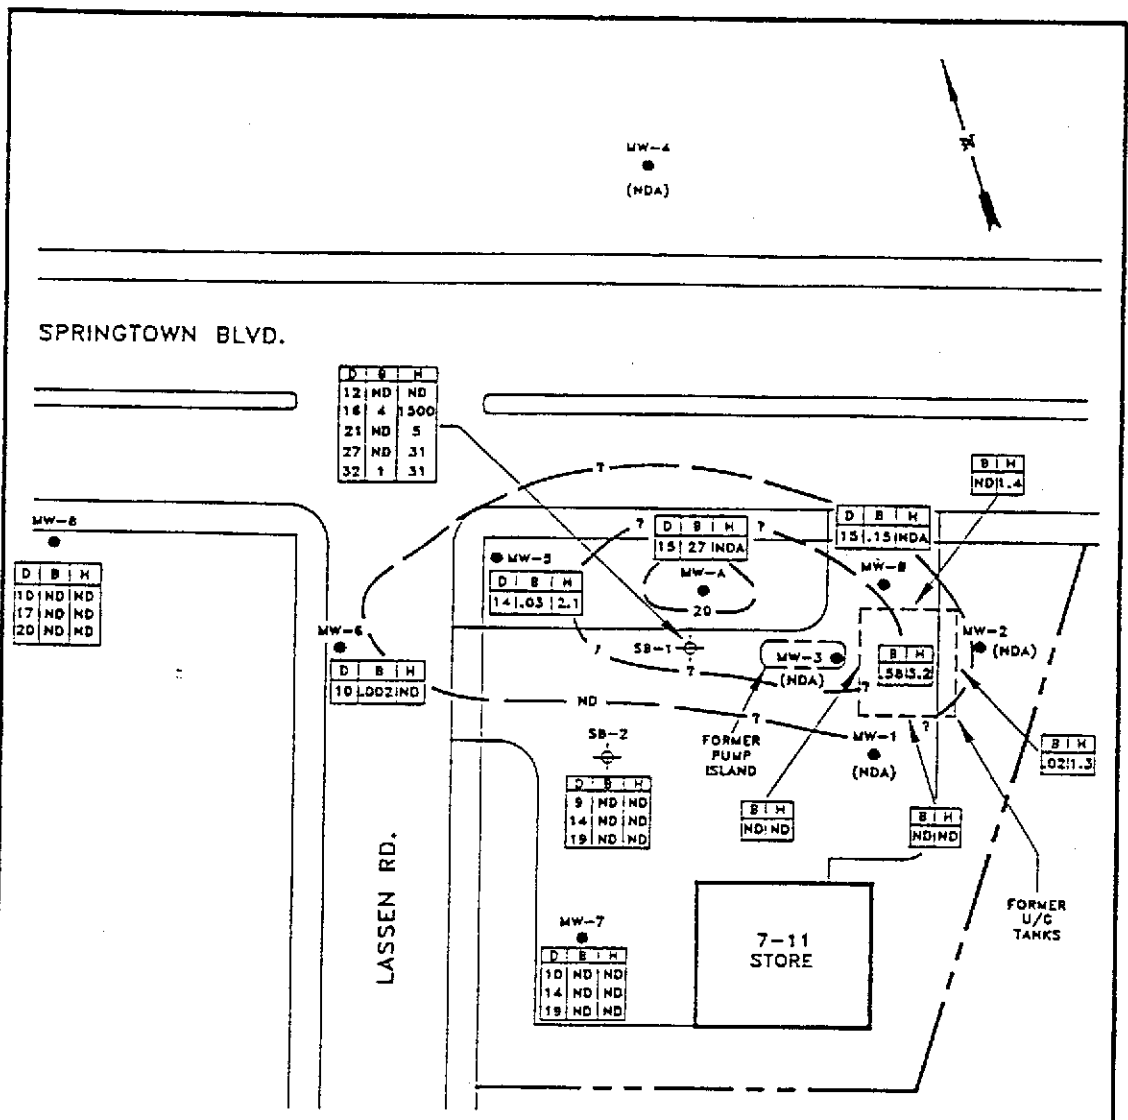 MW-4
(NDA)
N
SPRINGTOWN BLVD.
D B H
12 ND ND
16 4 1500
21 ND 5
27 ND 31
32 1 31
?
B H
ND 1.4
MW-8
D B H
10 ND ND
17 ND ND
20 ND ND
?
D B H
15 27 NDA
?
D B H
15 .15 NDA
MW-5
D B H
14 .03 2.1
MW-A
20
MW-B
MW-6
D B H
10 .002 ND
?
SB-1
?
MW-3
(NDA)
B H
.58 5.2
?
MW-2
(NDA)
ND
?
?
SB-2
D B H
9 ND ND
14 ND ND
19 ND ND
FORMER
PUMP
ISLAND
MW-1
(NDA)
B H
.02 1.3
B H
ND ND
B H
ND ND
LASSEN RD.
FORMER
U/G
TANKS
MW-7
D B H
10 ND ND
14 ND ND
19 ND ND
7-11
STORE